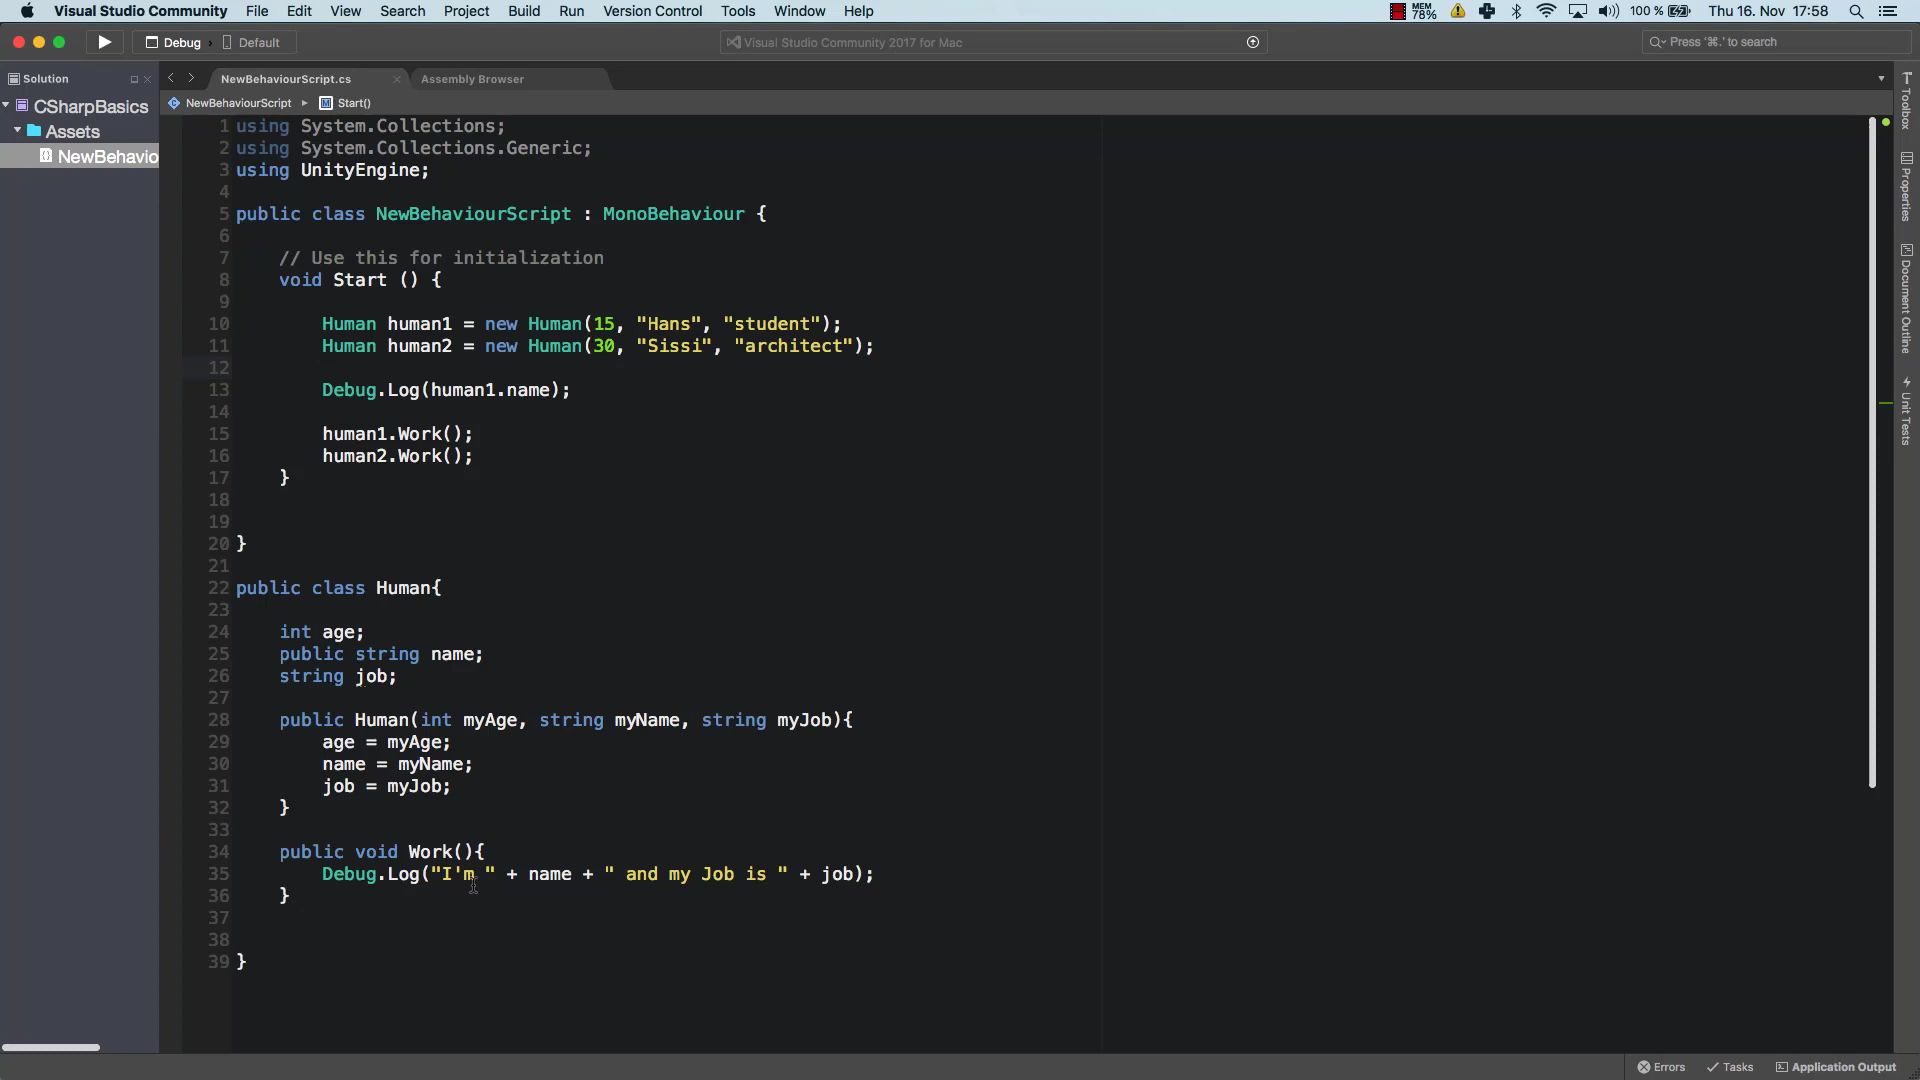 Visual Studio Community File Edit View Search Project Build Run Version Control Tools Window Help MEM 78% 100 % Thu 16. Nov 17:58
Debug › Default Visual Studio Community 2017 for Mac Press '⌘.' to search
Solution NewBehaviourScript.cs Assembly Browser
NewBehaviourScript ▸ M Start()
CSharpBasics
Assets
NewBehavio
1 using System.Collections;
2 using System.Collections.Generic;
3 using UnityEngine;
4
5 public class NewBehaviourScript : MonoBehaviour {
6
7 // Use this for initialization
8 void Start () {
9
10 Human human1 = new Human(15, "Hans", "student");
11 Human human2 = new Human(30, "Sissi", "architect");
12
13 Debug.Log(human1.name);
14
15 human1.Work();
16 human2.Work();
17 }
18
19
20 }
21
22 public class Human{
23
24 int age;
25 public string name;
26 string job;
27
28 public Human(int myAge, string myName, string myJob){
29 age = myAge;
30 name = myName;
31 job = myJob;
32 }
33
34 public void Work(){
35 Debug.Log("I'm " + name + " and my Job is " + job);
36 }
37
38
39 }
Toolbox
Properties
Document Outline
Unit Tests
Errors Tasks Application Output